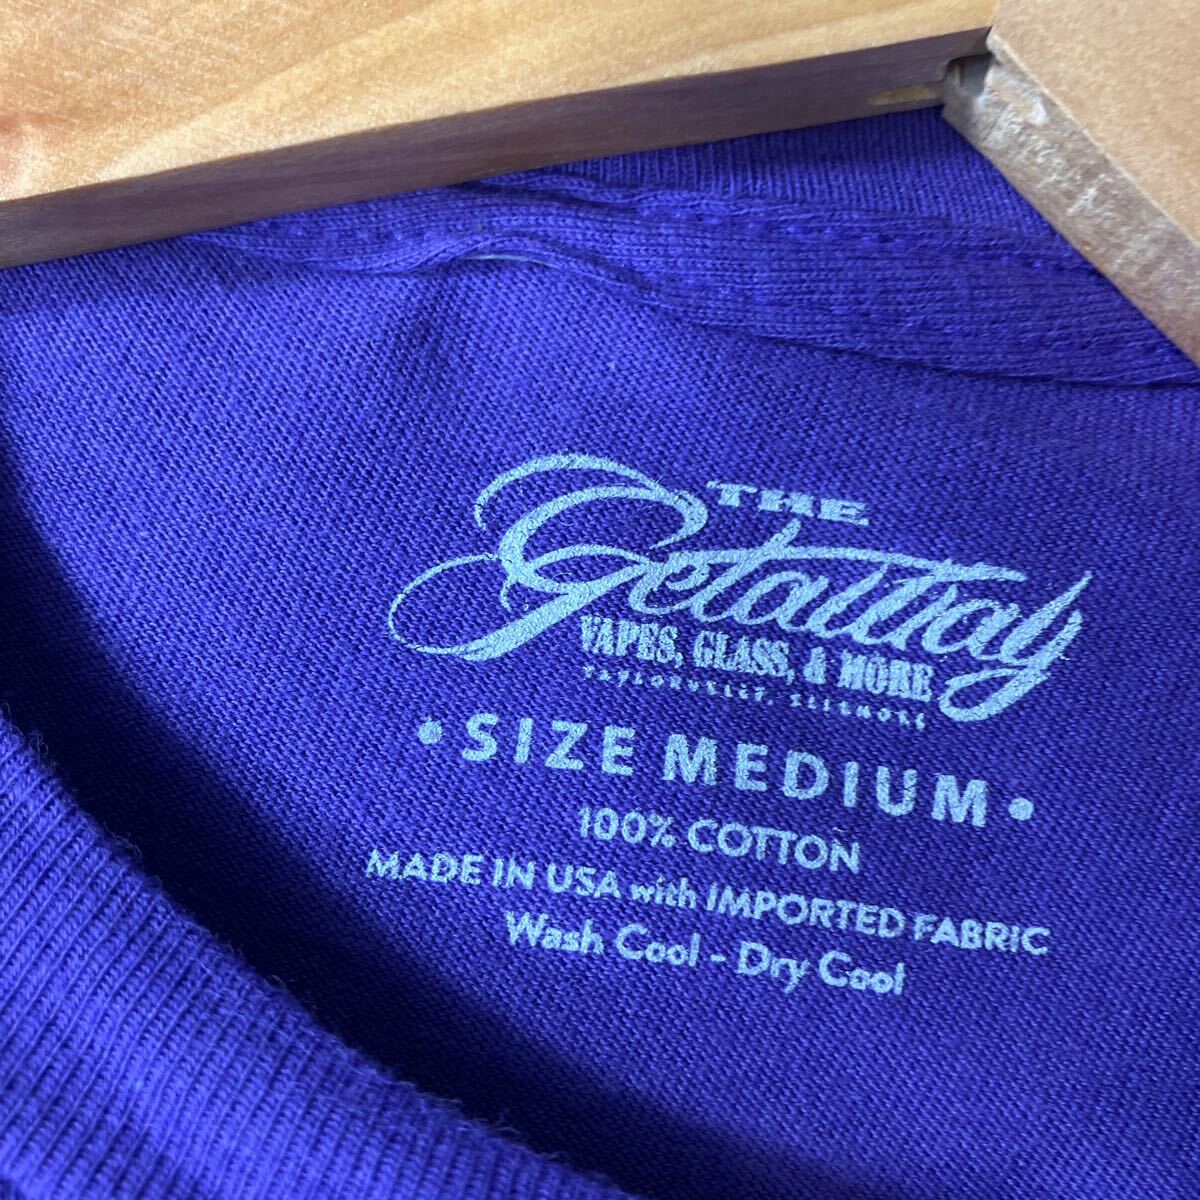 THE
Getaway
VAPES, GLASS, & MORE
SIZE MEDIUM
100% COTTON
MADE IN USA with IMPORTED FABRIC
Wash Cool - Dry Cool